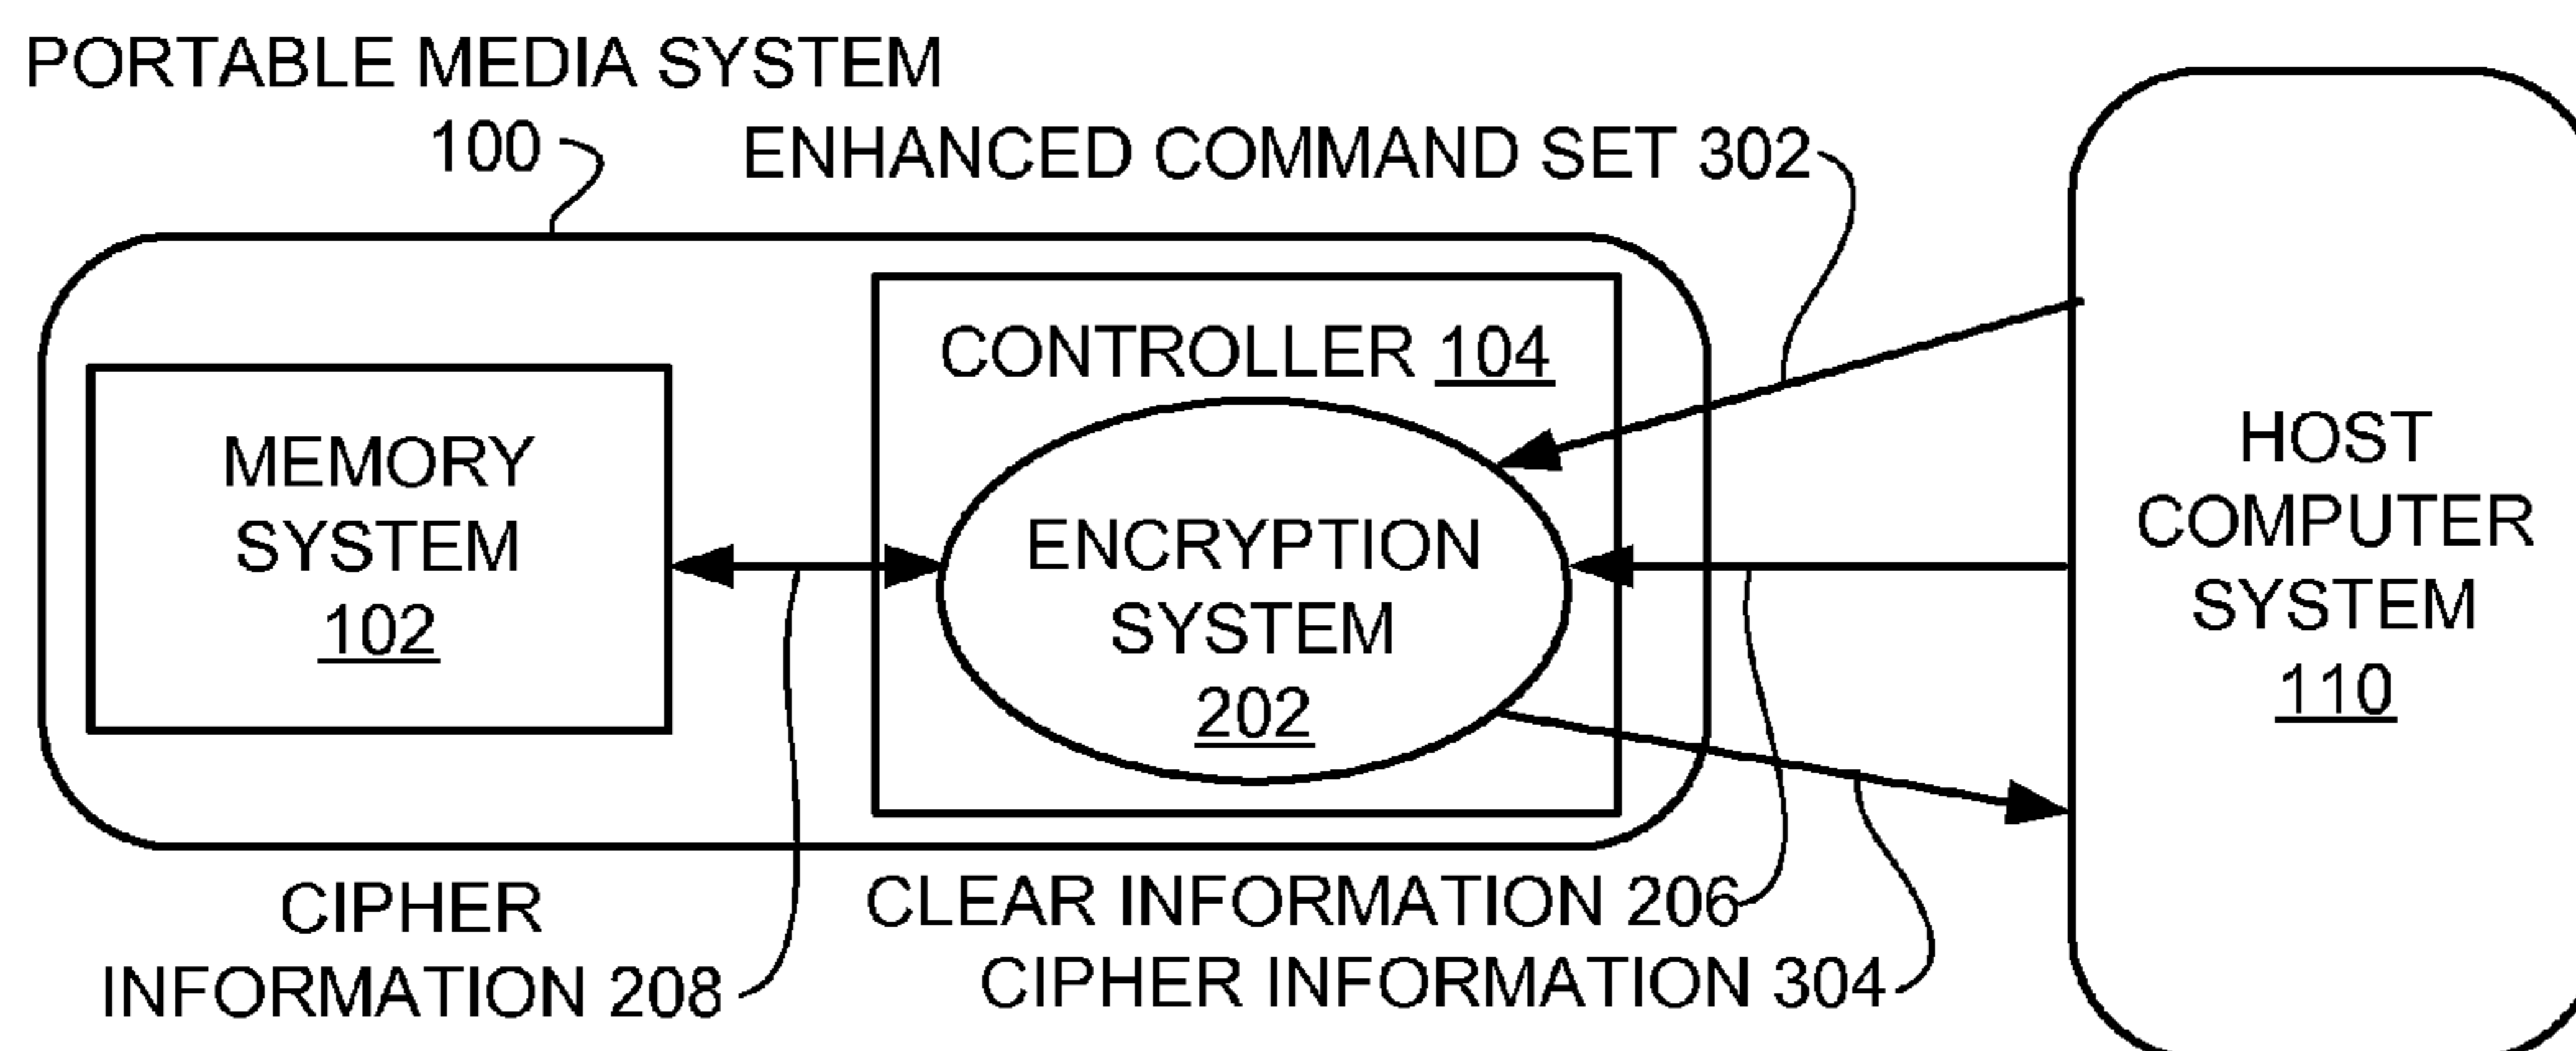 PORTABLE MEDIA SYSTEM
100
ENHANCED COMMAND SET 302
CONTROLLER 104
MEMORY
SYSTEM
102
ENCRYPTION
SYSTEM
202
HOST
COMPUTER
SYSTEM
110
CIPHER
INFORMATION 208
CLEAR INFORMATION 206
CIPHER INFORMATION 304